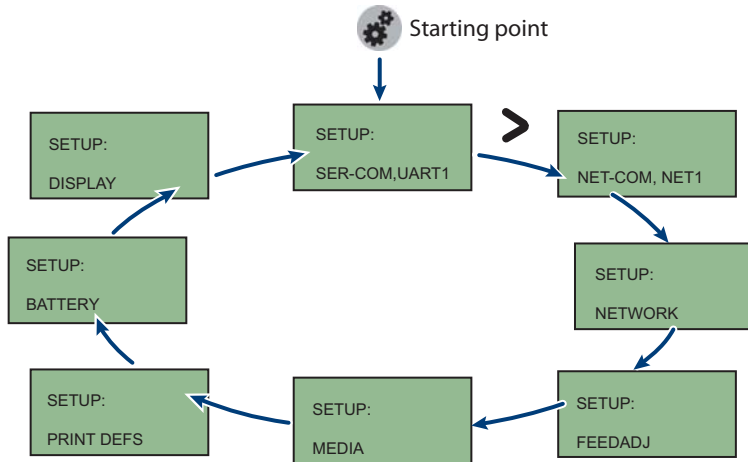 Starting point
SETUP:
SER-COM,UART1
>
SETUP:
NET-COM, NET1
SETUP:
NETWORK
SETUP:
FEEDADJ
SETUP:
MEDIA
SETUP:
PRINT DEFS
SETUP:
BATTERY
SETUP:
DISPLAY